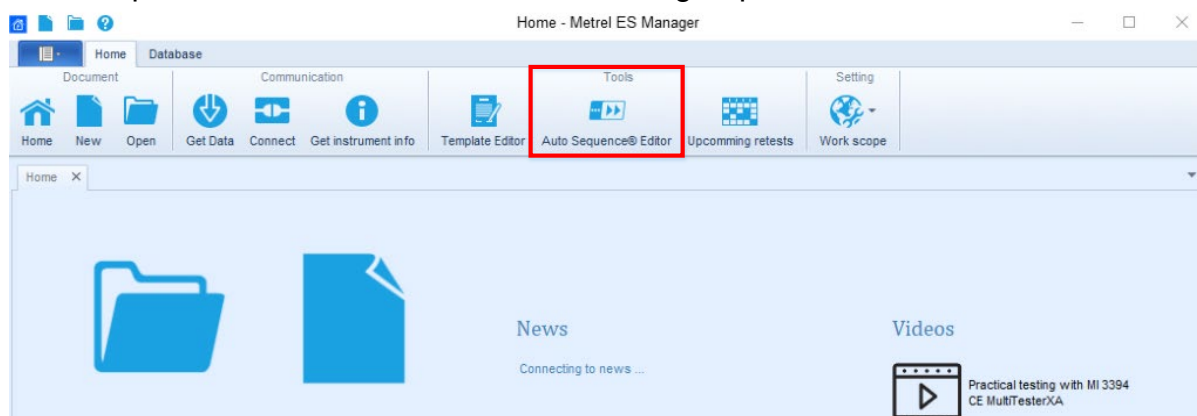 Home - Metrel ES Manager
Home Database
Document Communication Tools Setting
Home New Open Get Data Connect Get instrument info Template Editor Auto Sequence® Editor Upcomming retests Work scope
Home
News
Videos
Connecting to news ...
Practical testing with MI 3394
CE MultiTesterXA